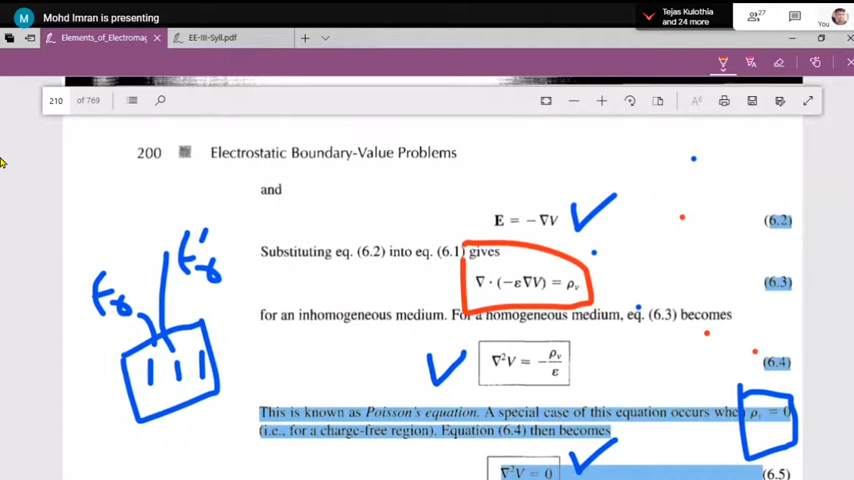 M Mohd Imran is presenting
Tejas Kulothia
and 24 more
27
You
Elements_of_Electromag
EE-III-Syll.pdf
210 of 769
200 Electrostatic Boundary-Value Problems
and
E = −∇V (6.2)
Substituting eq. (6.2) into eq. (6.1) gives
∇ · (−ε∇V) = ρᵥ (6.3)
for an inhomogeneous medium. For a homogeneous medium, eq. (6.3) becomes
∇²V = −ρᵥ/ε (6.4)
This is known as Poisson's equation. A special case of this equation occurs when ρᵥ = 0
(i.e., for a charge-free region). Equation (6.4) then becomes
∇²V = 0 (6.5)